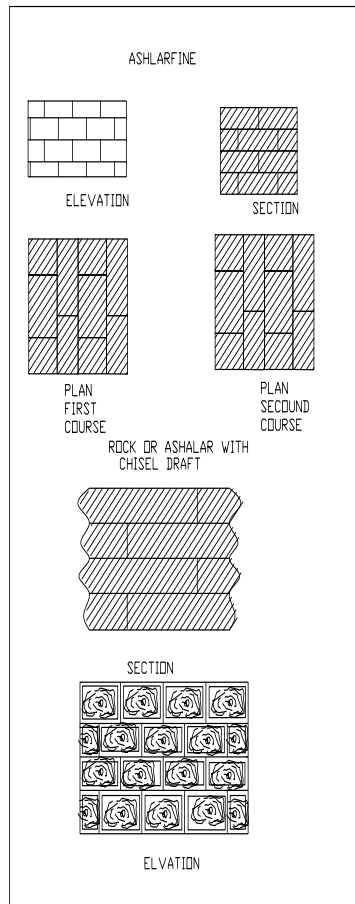 ASHLARFINE
ELEVATION
SECTION
PLAN
FIRST
COURSE
PLAN
SECOUND
COURSE
ROCK OR ASHALAR WITH
CHISEL DRAFT
SECTION
ELVATION